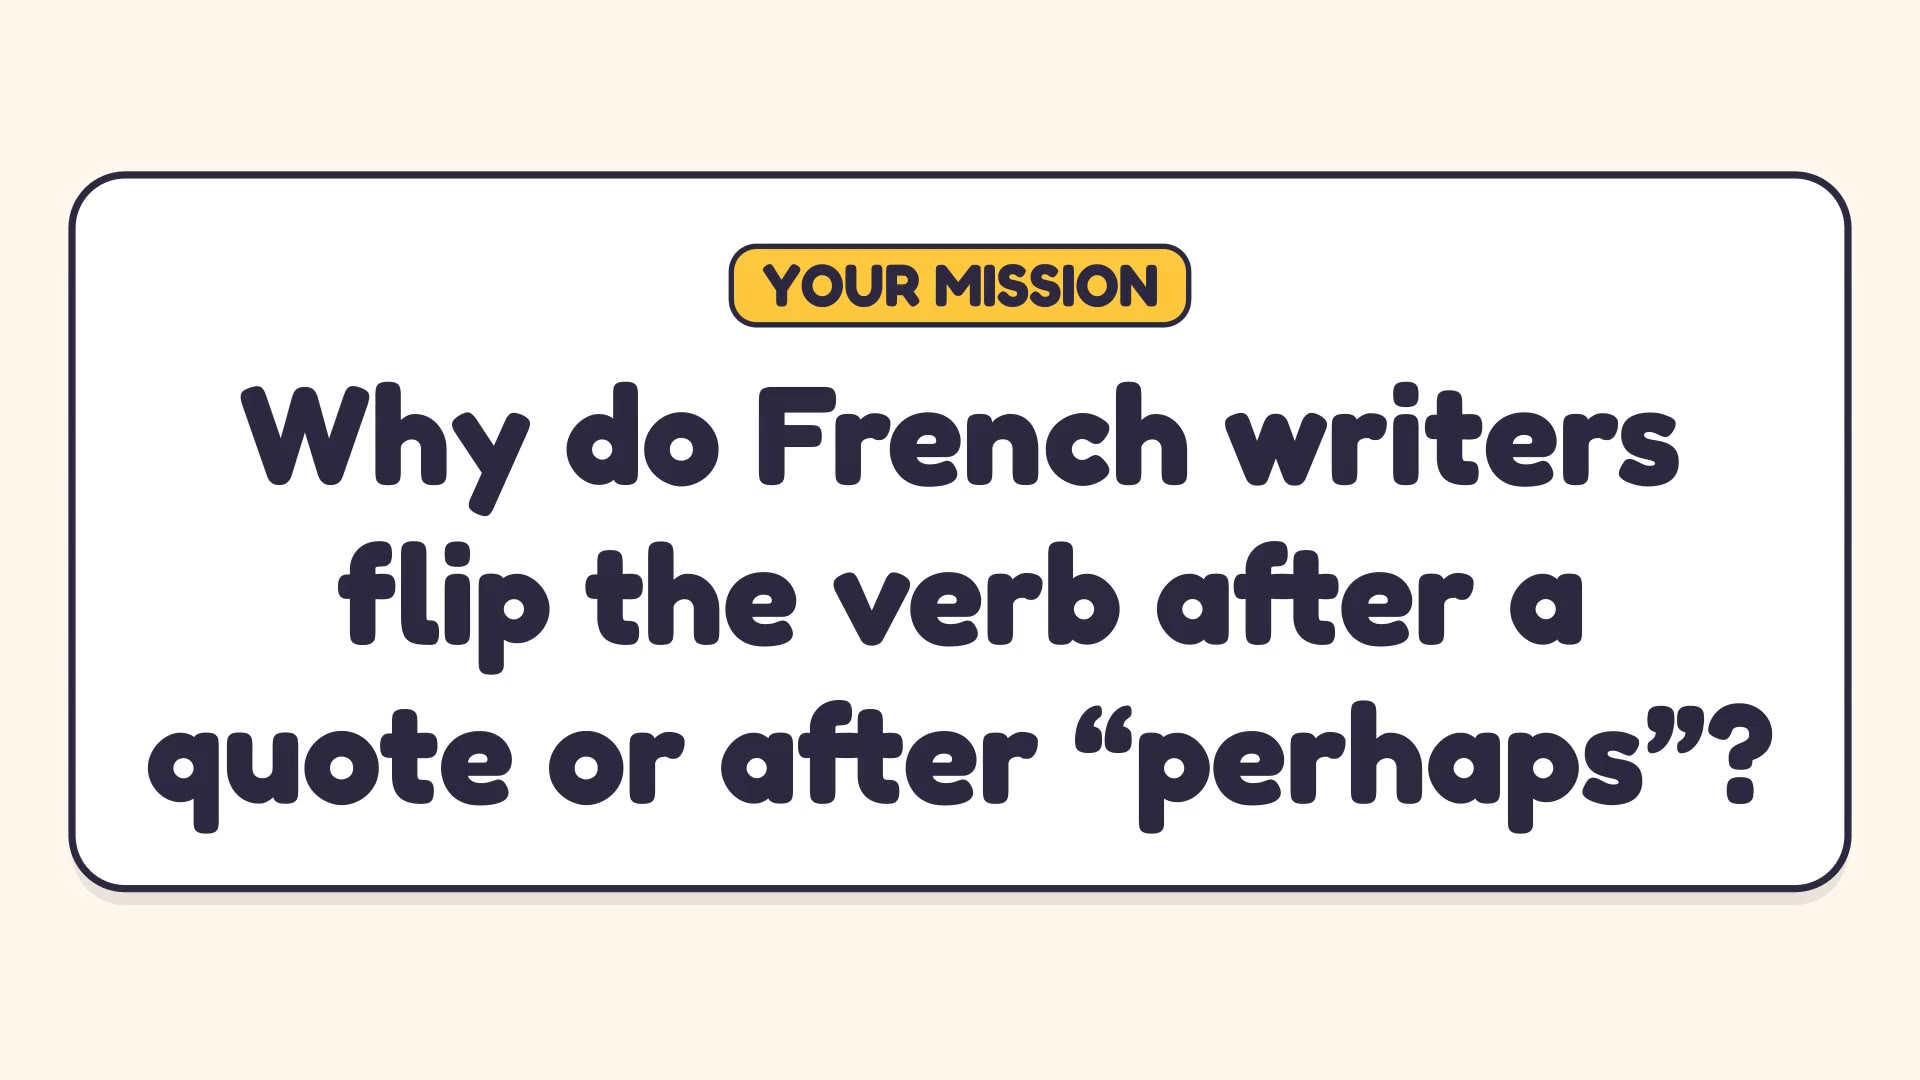 YOUR MISSION
Why do French writers
flip the verb after a
quote or after “perhaps”?